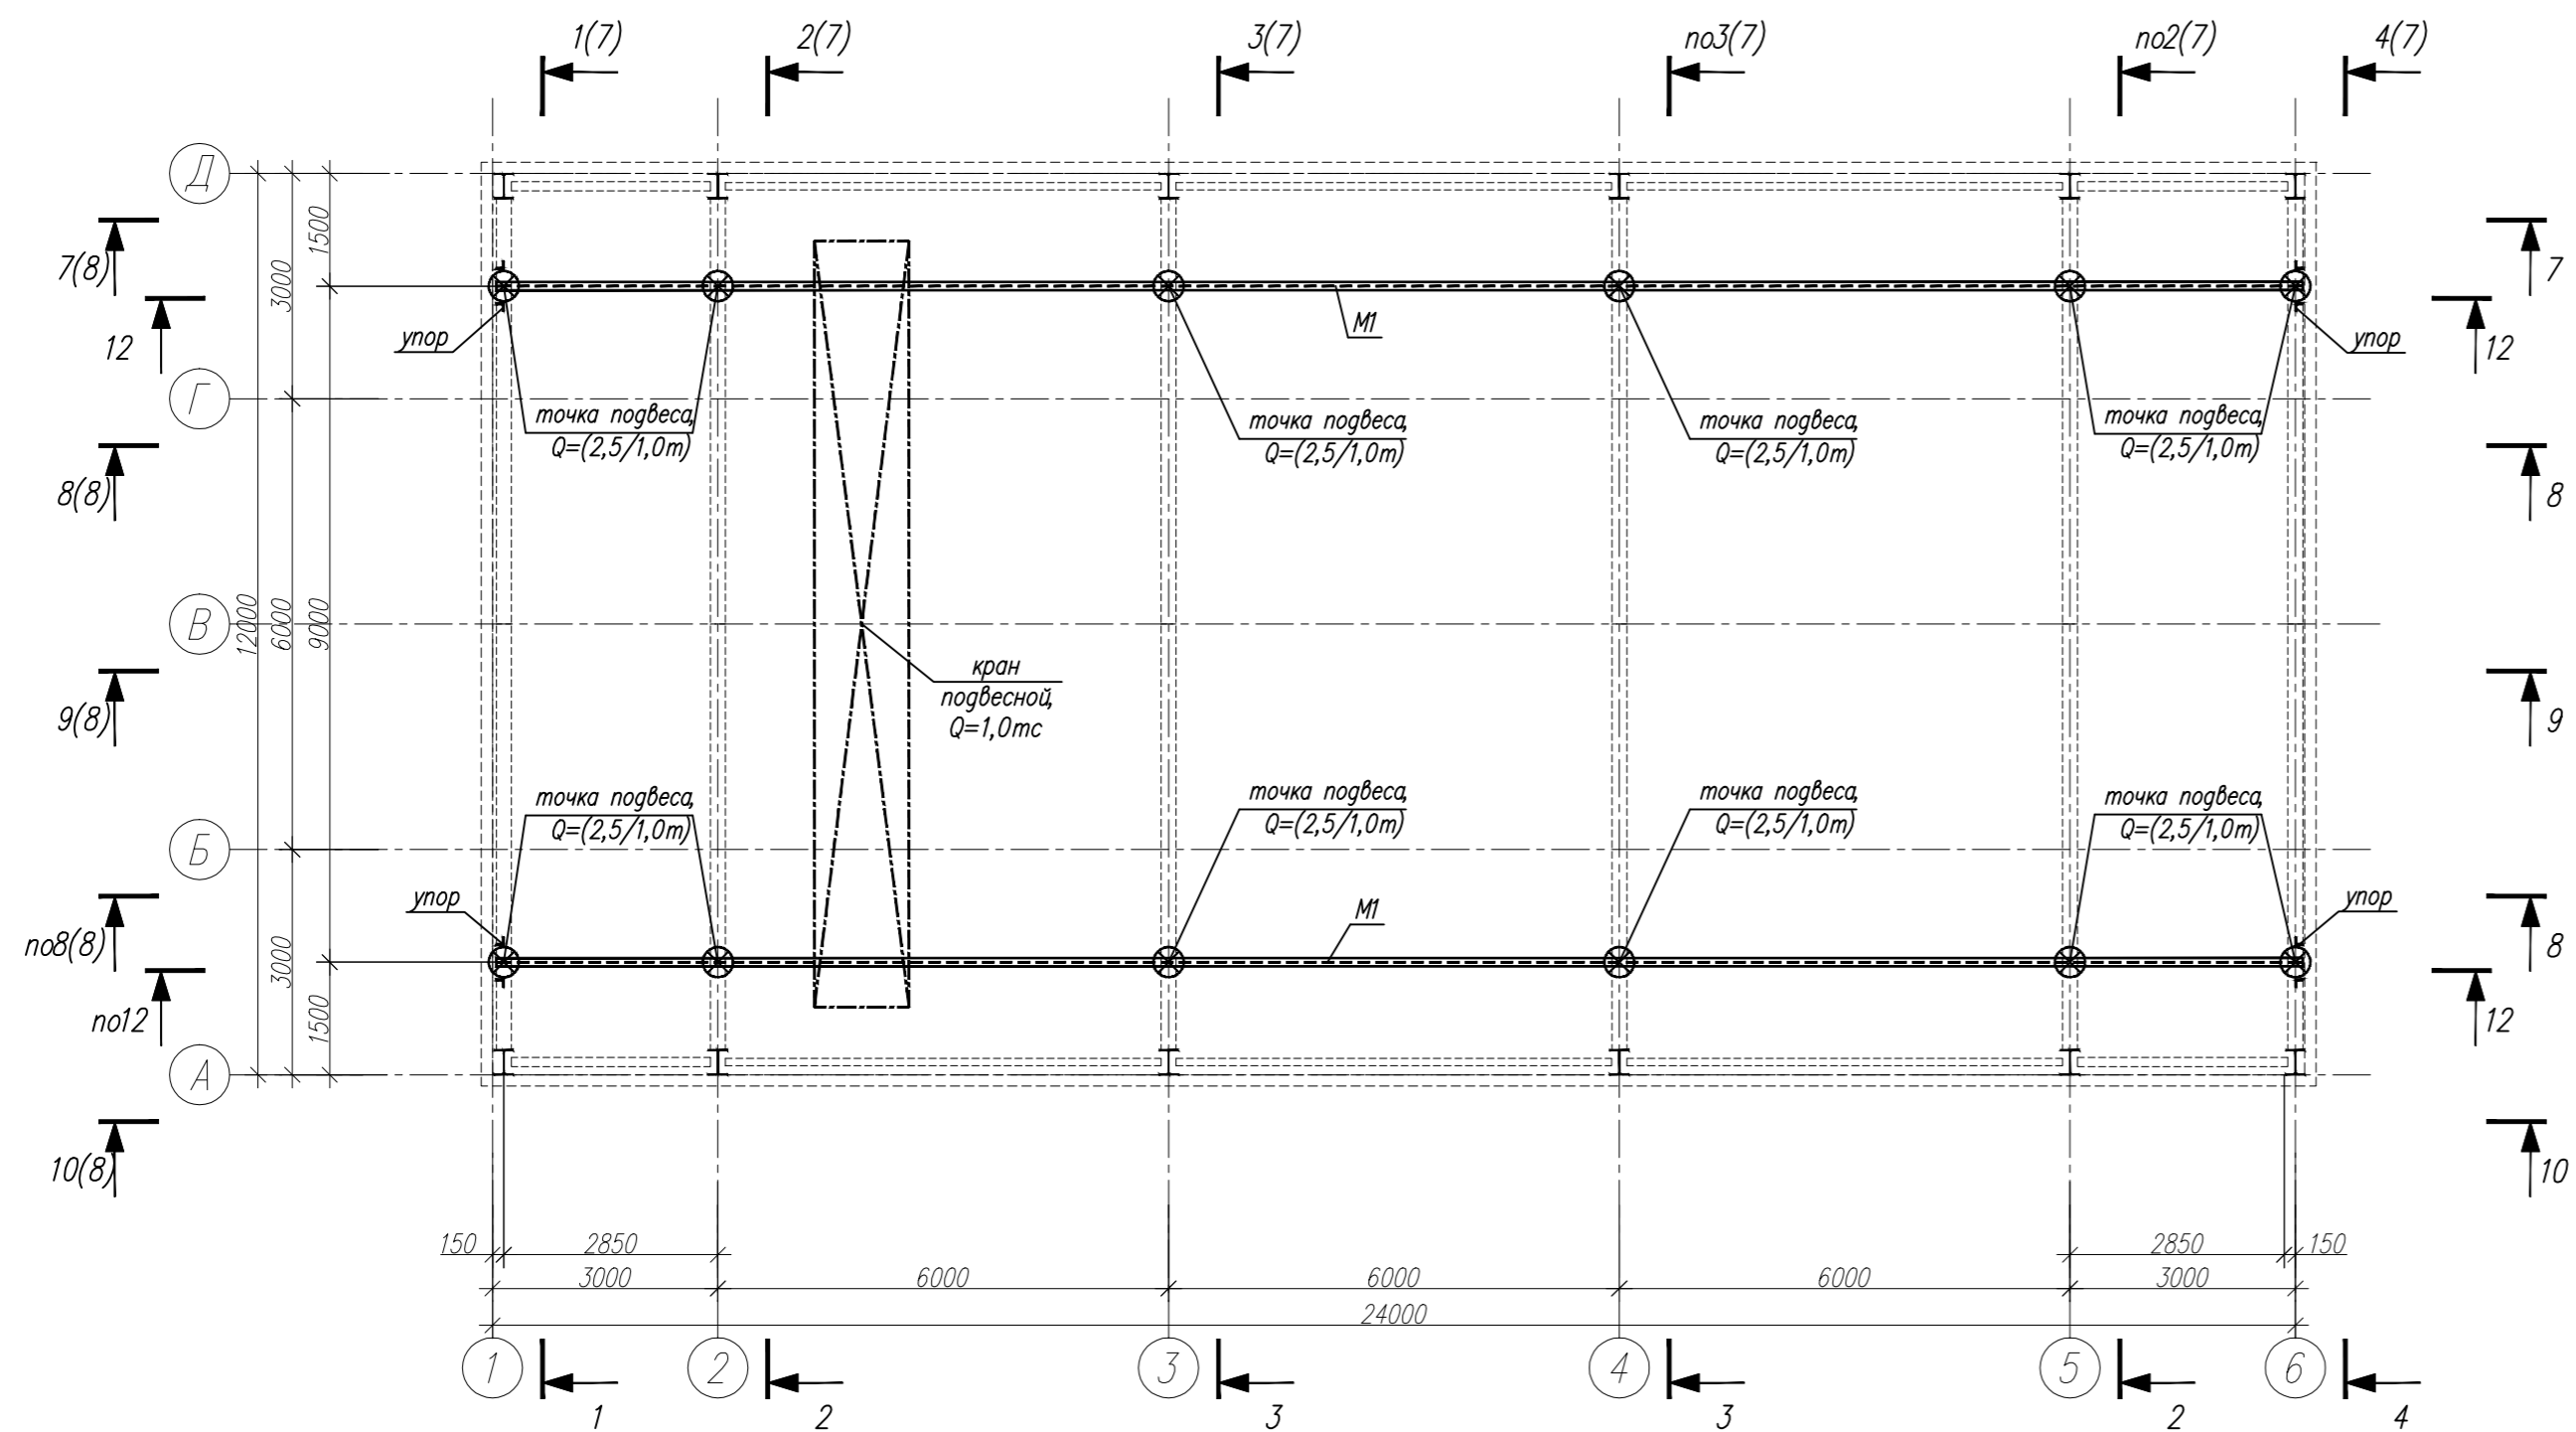 1(7)
2(7)
3(7)
по3(7)
по2(7)
4(7)
Д
1500
7(8)
3000
7
М1
12
упор
упор
12
Г
точка подвеса,
Q=(2,5/1,0т)
точка подвеса,
Q=(2,5/1,0т)
точка подвеса,
Q=(2,5/1,0т)
точка подвеса,
Q=(2,5/1,0т)
8(8)
8
В
12000
6000
9000
кран
подвесной,
Q=1,0тс
9(8)
9
точка подвеса,
Q=(2,5/1,0т)
точка подвеса,
Q=(2,5/1,0т)
точка подвеса,
Q=(2,5/1,0т)
точка подвеса,
Q=(2,5/1,0т)
Б
упор
М1
упор
по8(8)
3000
8
по12
1500
12
А
10(8)
10
150
2850
2850
150
3000
6000
6000
6000
3000
24000
1
2
3
4
5
6
1
2
3
3
2
4